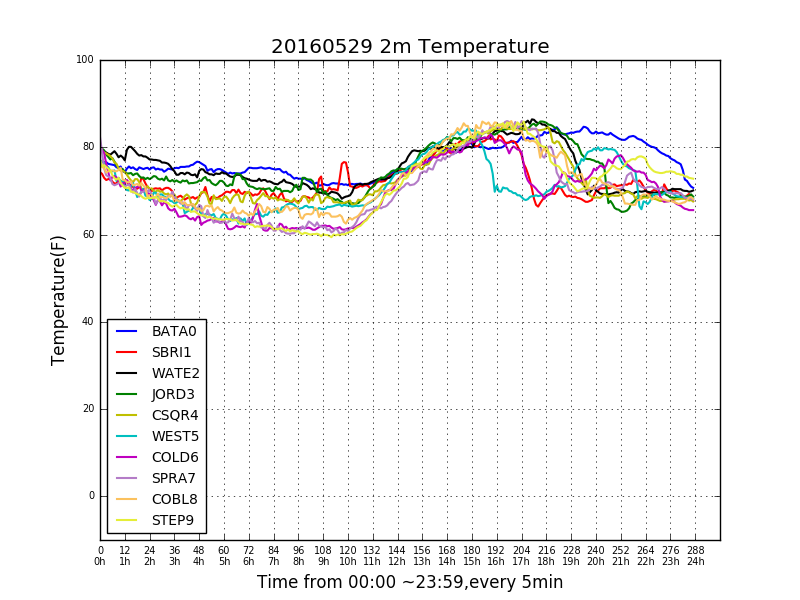 20160529 2m Temperature
100
80
60
40
20
0
Temperature(F)
BATA0
SBRI1
WATE2
JORD3
CSQR4
WEST5
COLD6
SPRA7
COBL8
STEP9
0 12 24 36 48 60 72 84 96 108 120 132 144 156 168 180 192 204 216 228 240 252 264 276 288
0h 1h 2h 3h 4h 5h 6h 7h 8h 9h 10h 11h 12h 13h 14h 15h 16h 17h 18h 19h 20h 21h 22h 23h 24h
Time from 00:00 ~23:59,every 5min